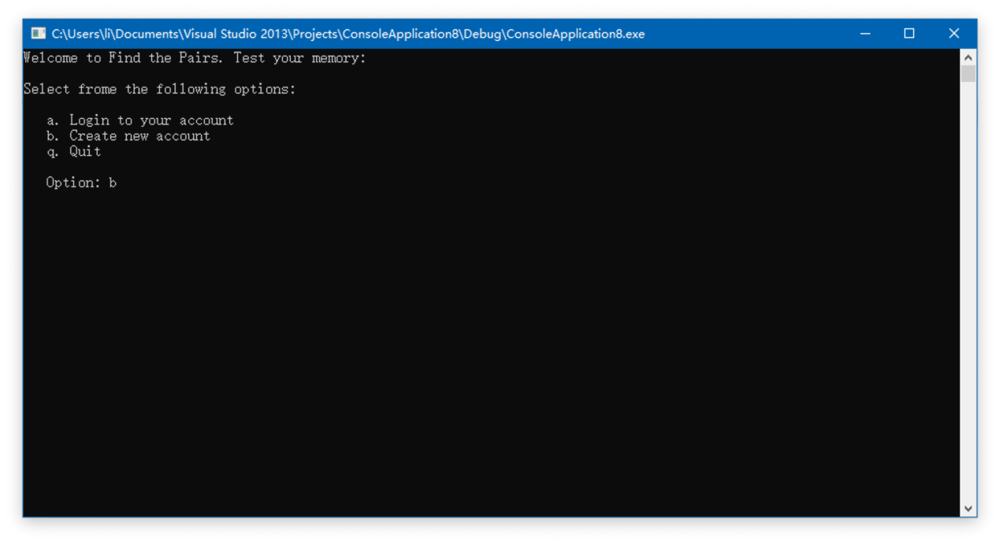 C:\Users\li\Documents\Visual Studio 2013\Projects\ConsoleApplication8\Debug\ConsoleApplication8.exe
Welcome to Find the Pairs. Test your memory:
Select frome the following options:
a. Login to your account
b. Create new account
q. Quit
Option: b